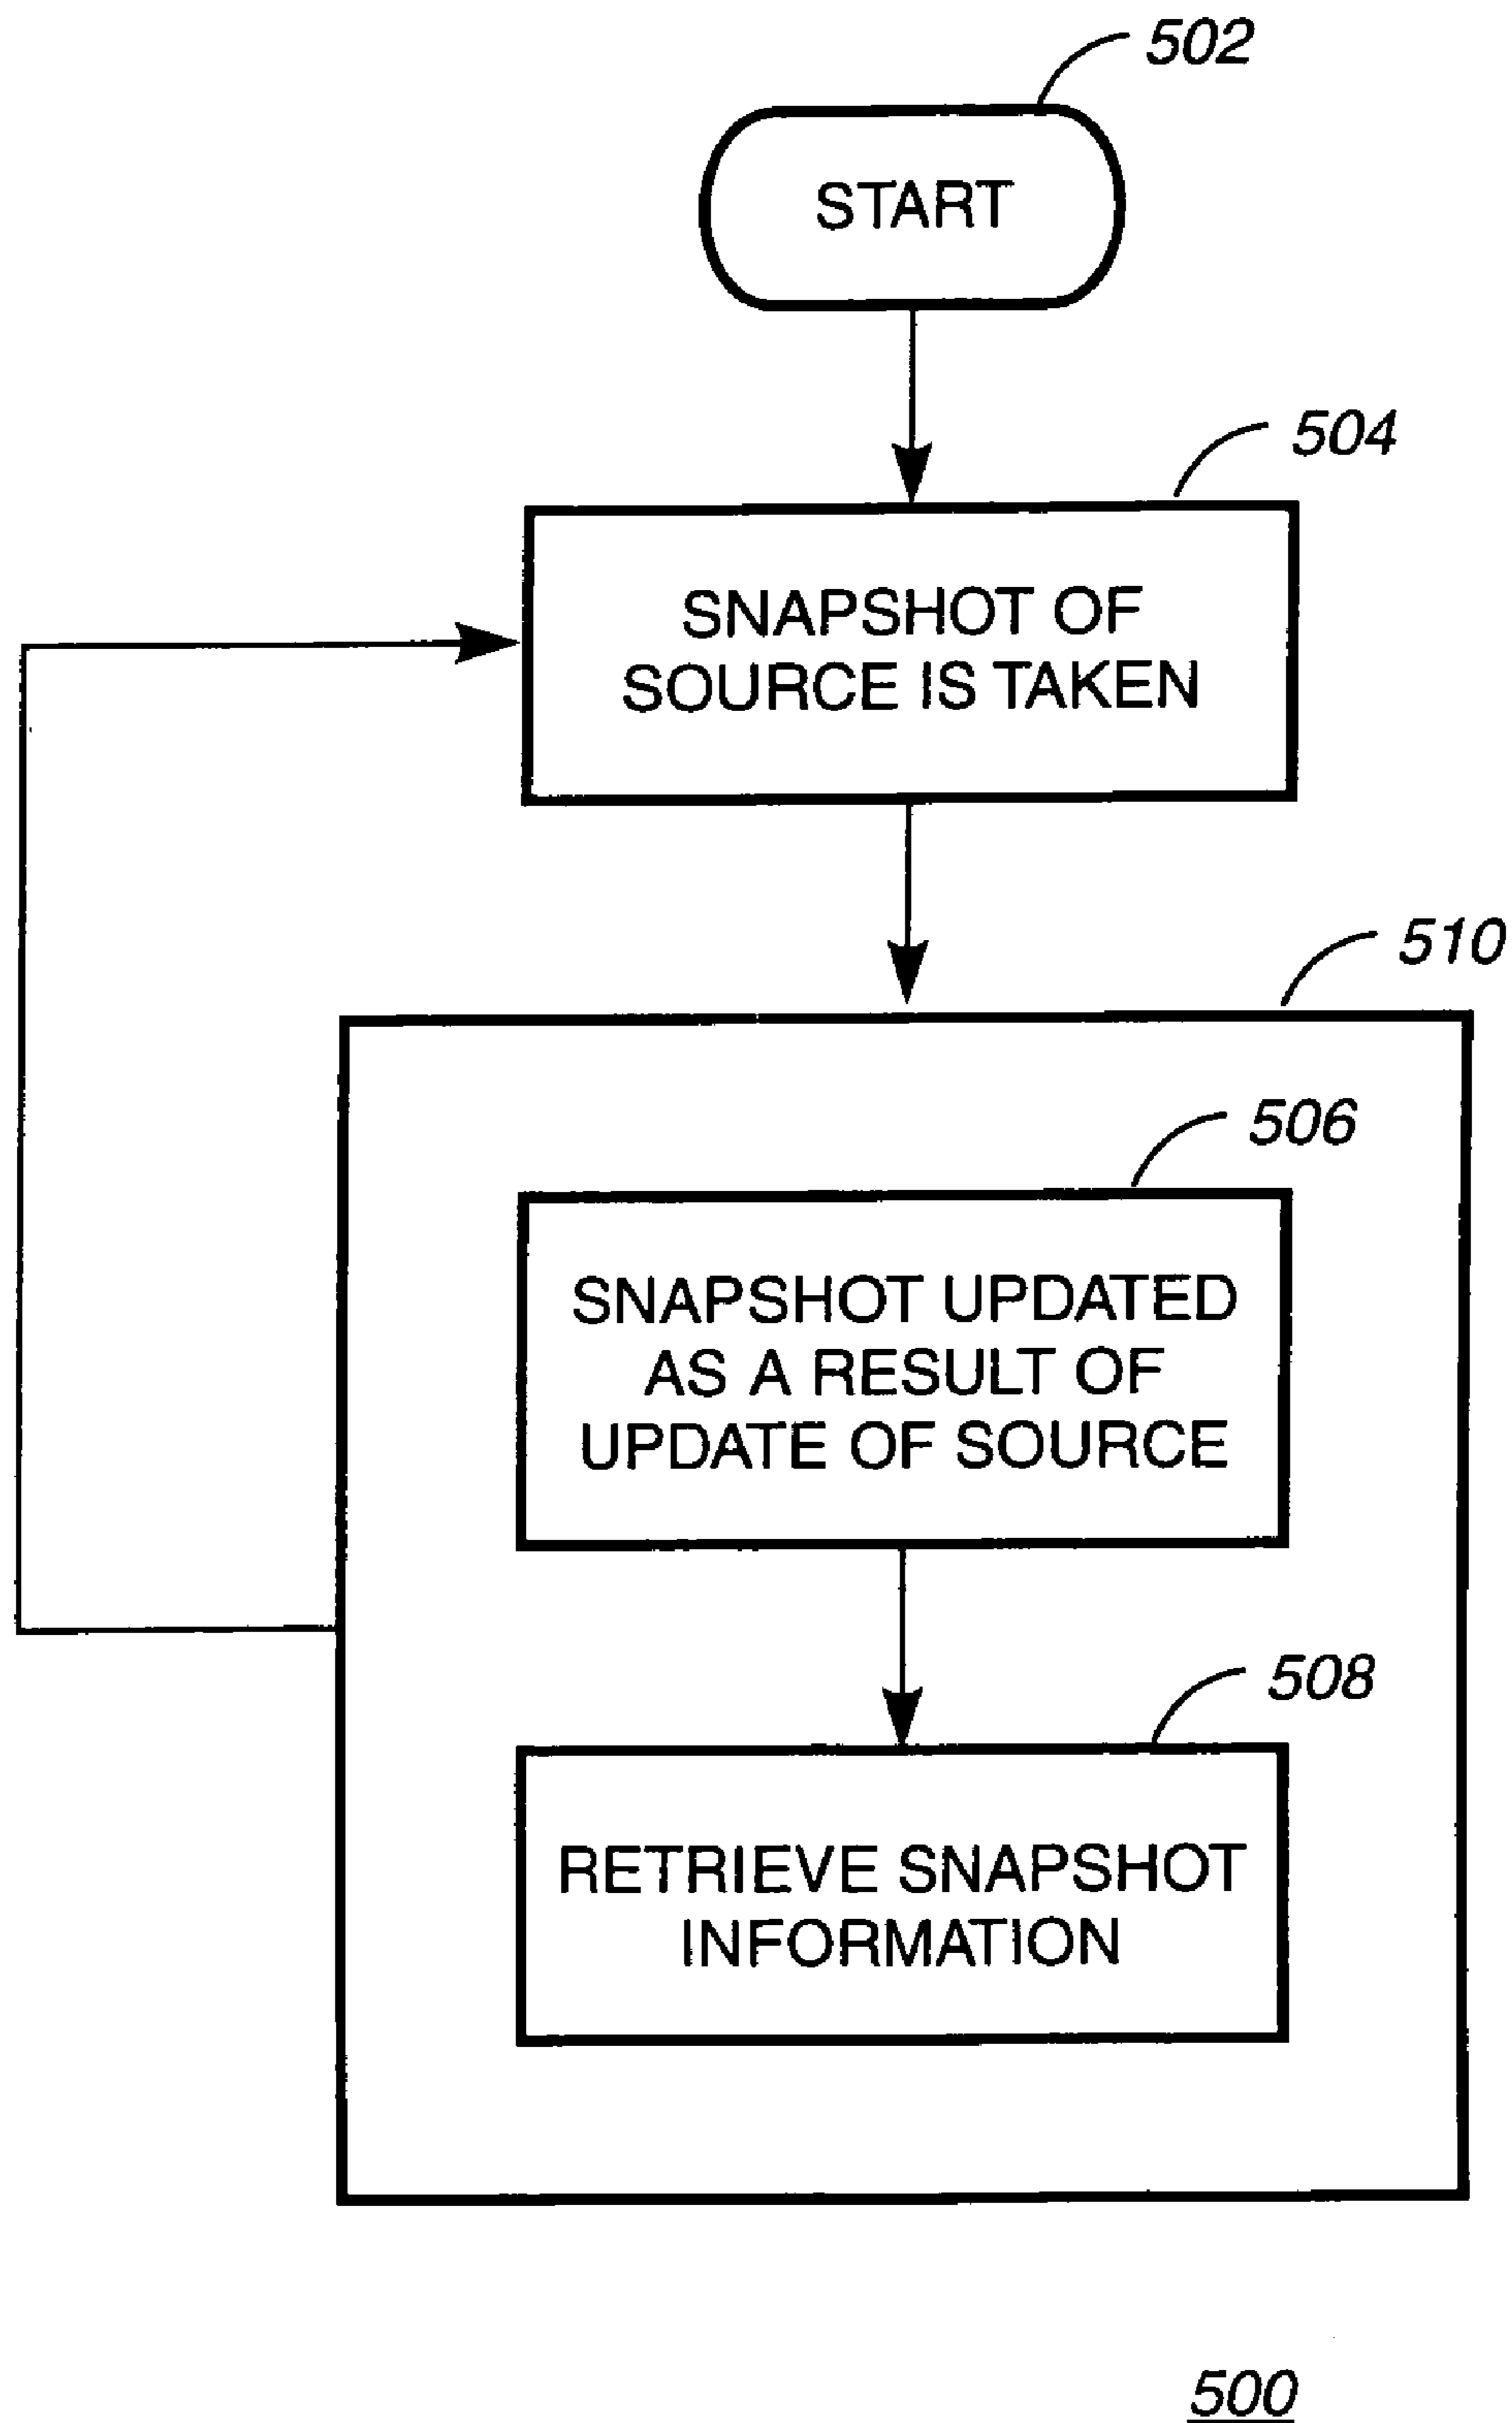 502
START
504
SNAPSHOT OF
SOURCE IS TAKEN
510
506
SNAPSHOT UPDATED
AS A RESULT OF
UPDATE OF SOURCE
508
RETRIEVE SNAPSHOT
INFORMATION
500